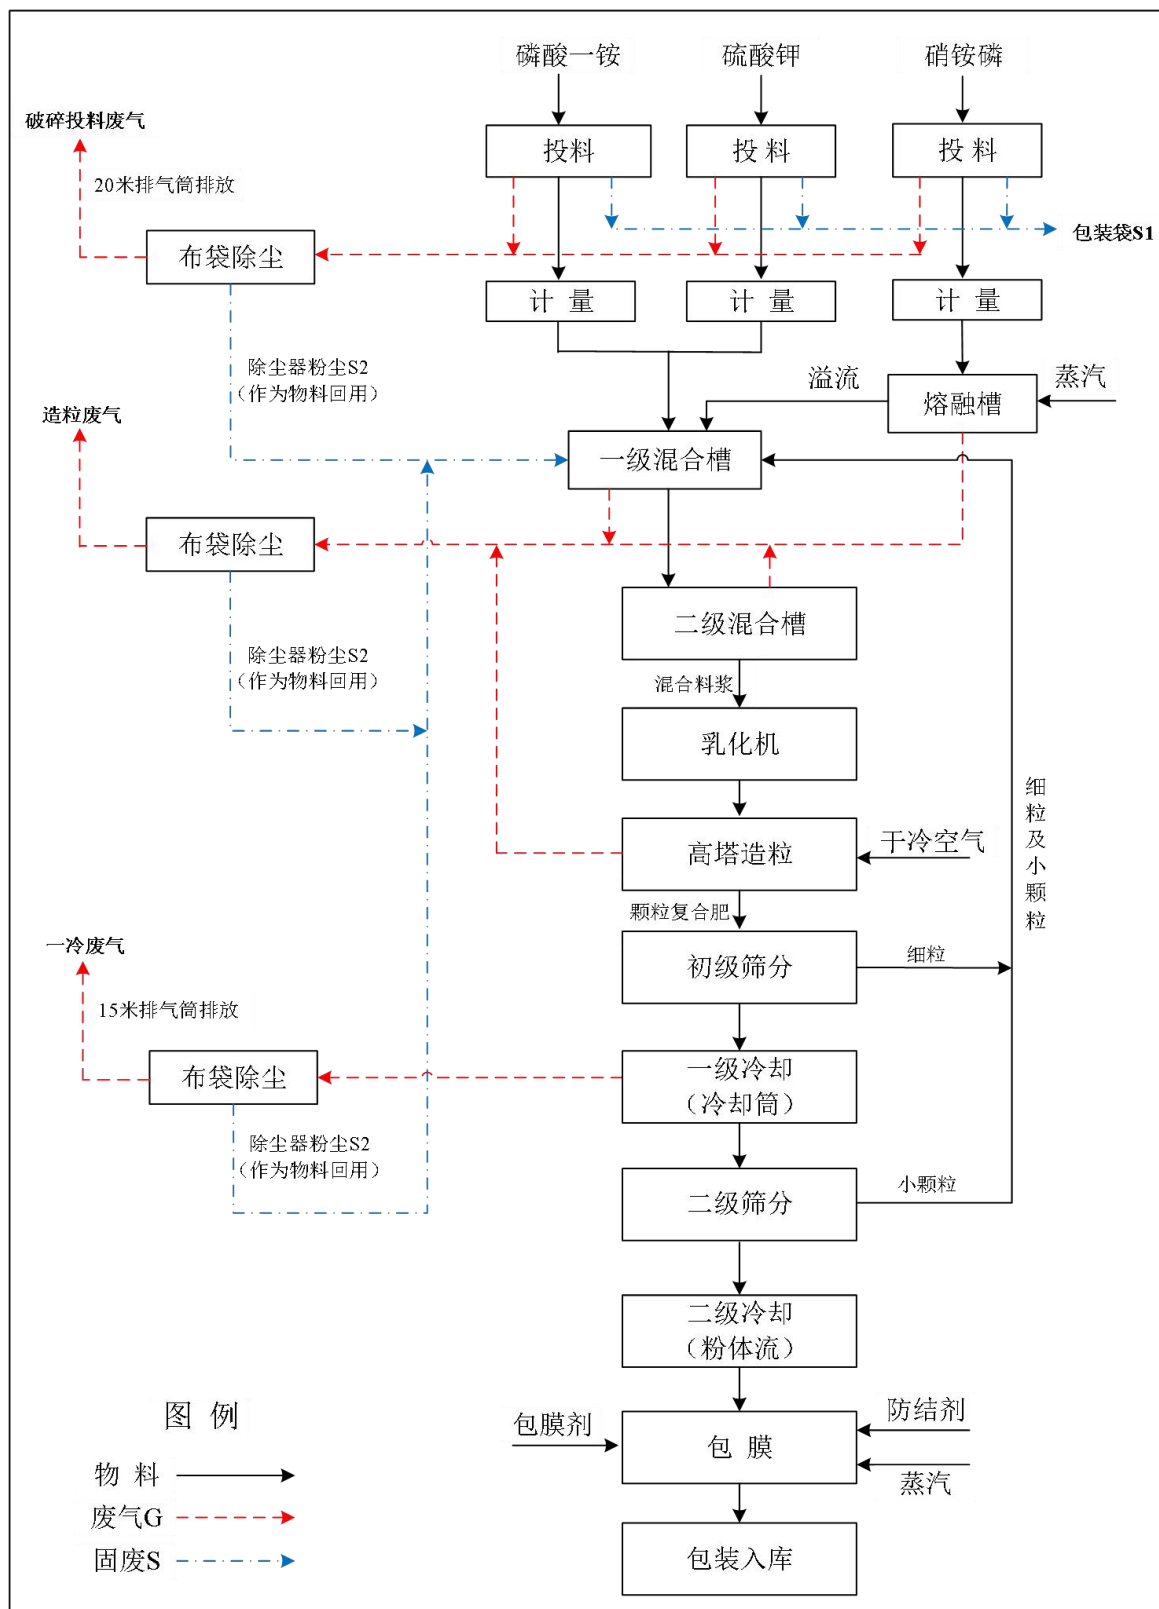 磷酸一铵
硫酸钾
硝铵磷
破碎投料废气
投料
投 料
投 料
20米排气筒排放
包装袋S1
布袋除尘
计 量
计 量
计 量
除尘器粉尘S2
（作为物料回用）
溢流
蒸汽
熔融槽
造粒废气
一级混合槽
布袋除尘
二级混合槽
除尘器粉尘S2
（作为物料回用）
混合料浆
乳化机
细粒及小颗粒
高塔造粒
干冷空气
颗粒复合肥
一冷废气
初级筛分
细粒
15米排气筒排放
布袋除尘
一级冷却
（冷却筒）
除尘器粉尘S2
（作为物料回用）
二级筛分
小颗粒
二级冷却
（粉体流）
图 例
包膜剂
防结剂
包 膜
物 料
蒸汽
废气G
固废S
包装入库